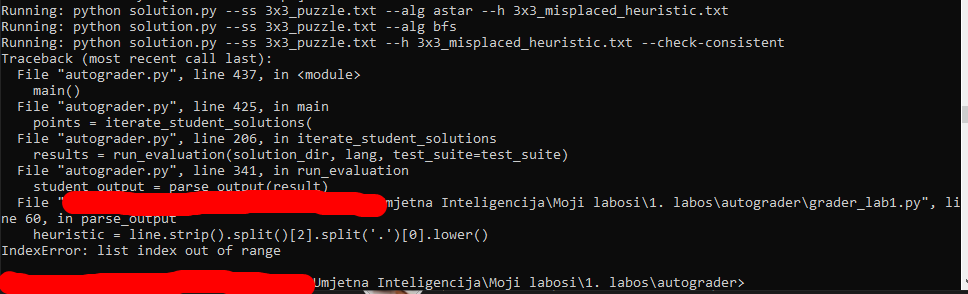 Running: python solution.py --ss 3x3_puzzle.txt --alg astar --h 3x3_misplaced_heuristic.txt
Running: python solution.py --ss 3x3_puzzle.txt --alg bfs
Running: python solution.py --ss 3x3_puzzle.txt --h 3x3_misplaced_heuristic.txt --check-consistent
Traceback (most recent call last):
  File "autograder.py", line 437, in <module>
    main()
  File "autograder.py", line 425, in main
    points = iterate_student_solutions(
  File "autograder.py", line 206, in iterate_student_solutions
    results = run_evaluation(solution_dir, lang, test_suite=test_suite)
  File "autograder.py", line 341, in run_evaluation
    student_output = parse_output(result)
  File "mjetna Inteligencija\Moji labosi\1. labos\autograder\grader_lab1.py", li
ne 60, in parse_output
    heuristic = line.strip().split()[2].split('.')[0].lower()
IndexError: list index out of range
Umjetna Inteligencija\Moji labosi\1. labos\autograder>